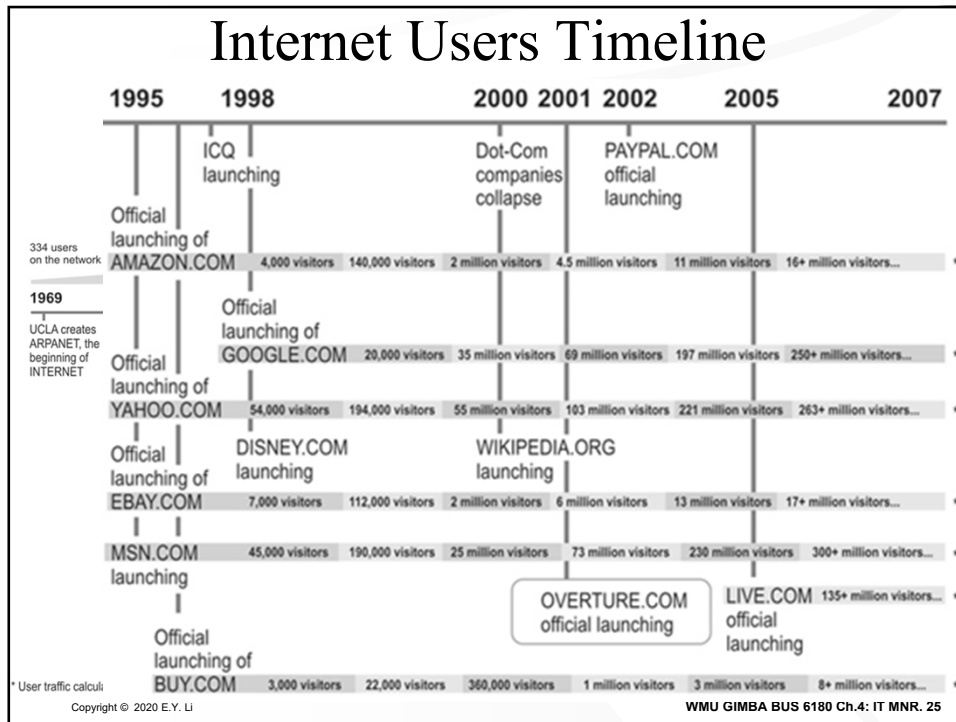 Internet Users Timeline
1995 1998 2000 2001 2002 2005 2007
ICQ
launching
Dot-Com
companies
collapse
PAYPAL.COM
official
launching
Official
launching of
AMAZON.COM 4,000 visitors 140,000 visitors 2 million visitors 4.5 million visitors 11 million visitors 16+ million visitors...
334 users
on the network
1969
UCLA creates
ARPANET, the
beginning of
INTERNET
Official
launching of
GOOGLE.COM 20,000 visitors 35 million visitors 69 million visitors 197 million visitors 250+ million visitors...
Official
launching of
YAHOO.COM 54,000 visitors 194,000 visitors 55 million visitors 103 million visitors 221 million visitors 263+ million visitors...
DISNEY.COM
launching
WIKIPEDIA.ORG
launching
Official
launching of
EBAY.COM 7,000 visitors 112,000 visitors 2 million visitors 6 million visitors 13 million visitors 17+ million visitors...
MSN.COM 45,000 visitors 190,000 visitors 25 million visitors 73 million visitors 230 million visitors 300+ million visitors...
launching
OVERTURE.COM
official launching
LIVE.COM 135+ million visitors...
official
launching
Official
launching of
BUY.COM 3,000 visitors 22,000 visitors 360,000 visitors 1 million visitors 3 million visitors 8+ million visitors...
* User traffic calcula
Copyright © 2020 E.Y. Li
WMU GIMBA BUS 6180 Ch.4: IT MNR. 25